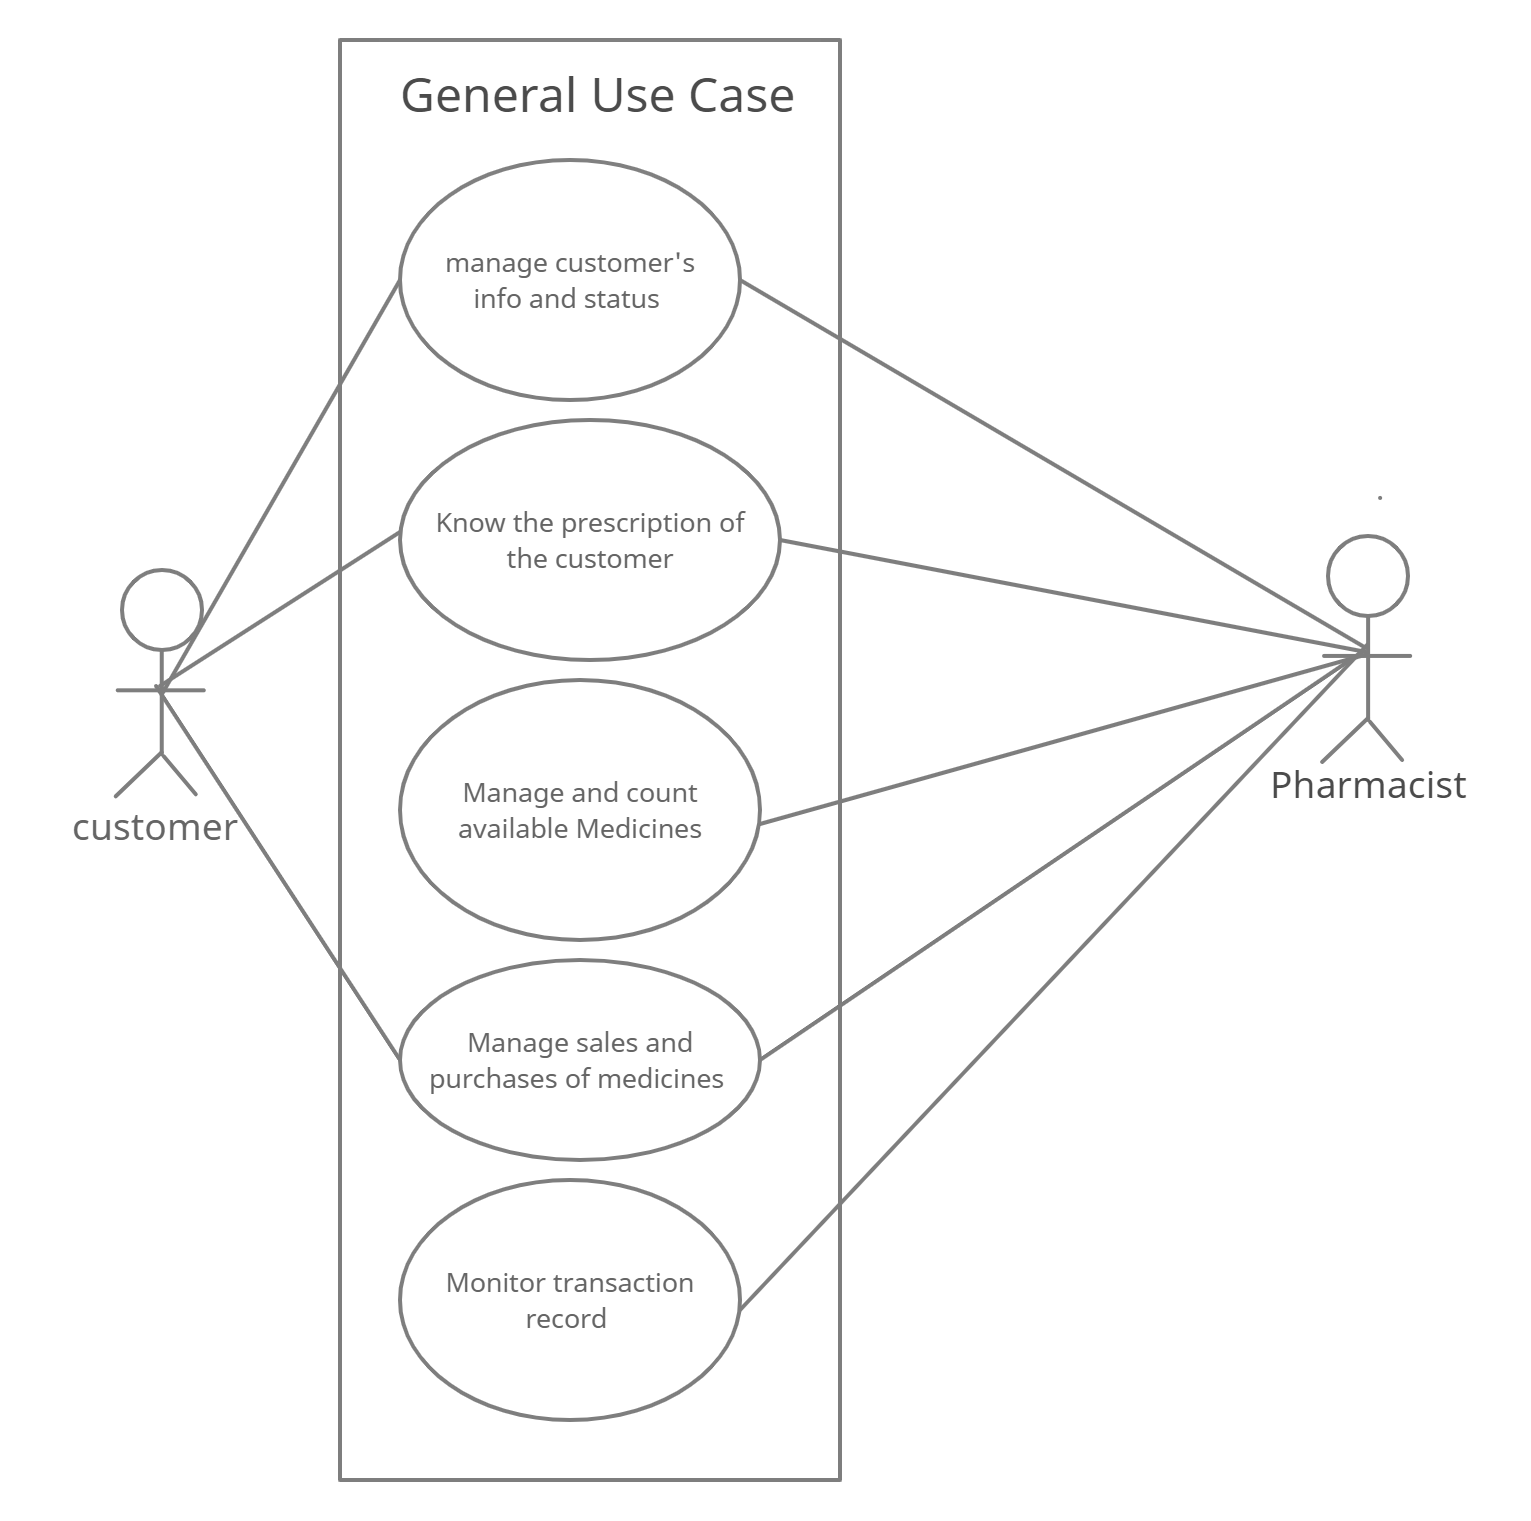 General Use Case
manage customer's
info and status
Know the prescription of
the customer
Manage and count
available Medicines
Manage sales and
purchases of medicines
Monitor transaction
record
customer
Pharmacist